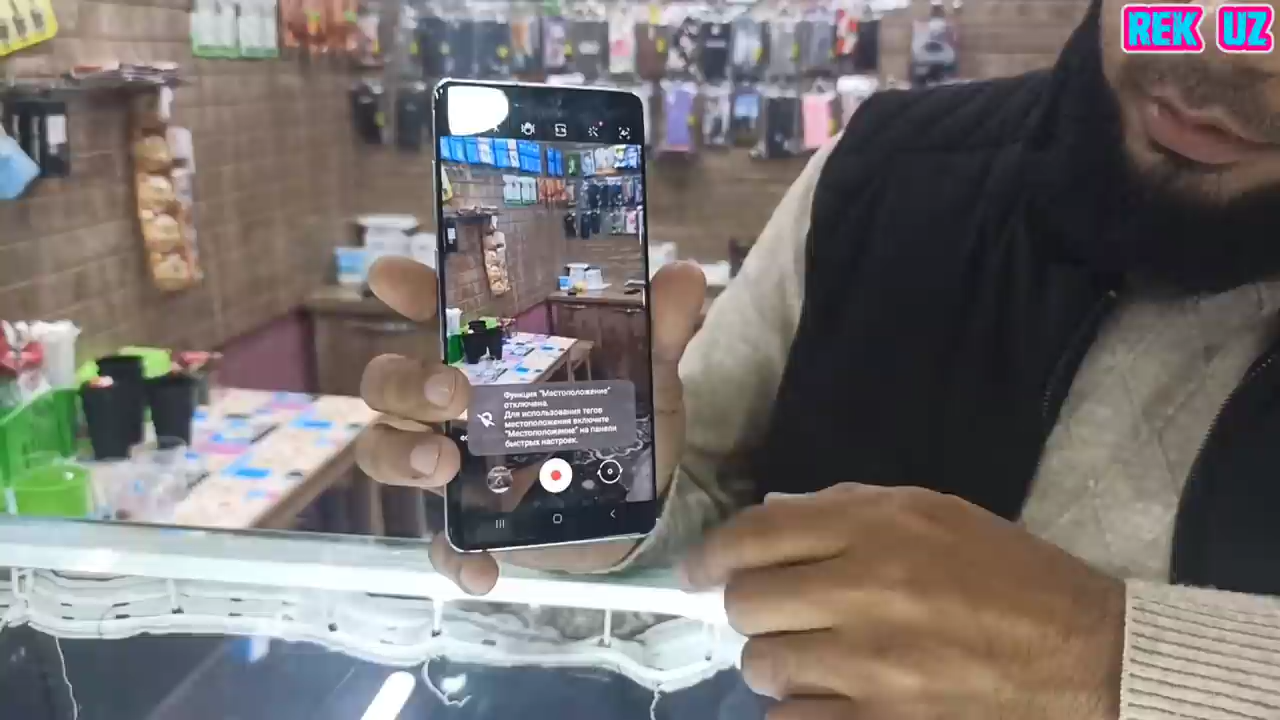 REK UZ
Функция "Местоположение"
отключена.
Для использования тегов
местоположения включите
"Местоположение" на панели
быстрых настроек.